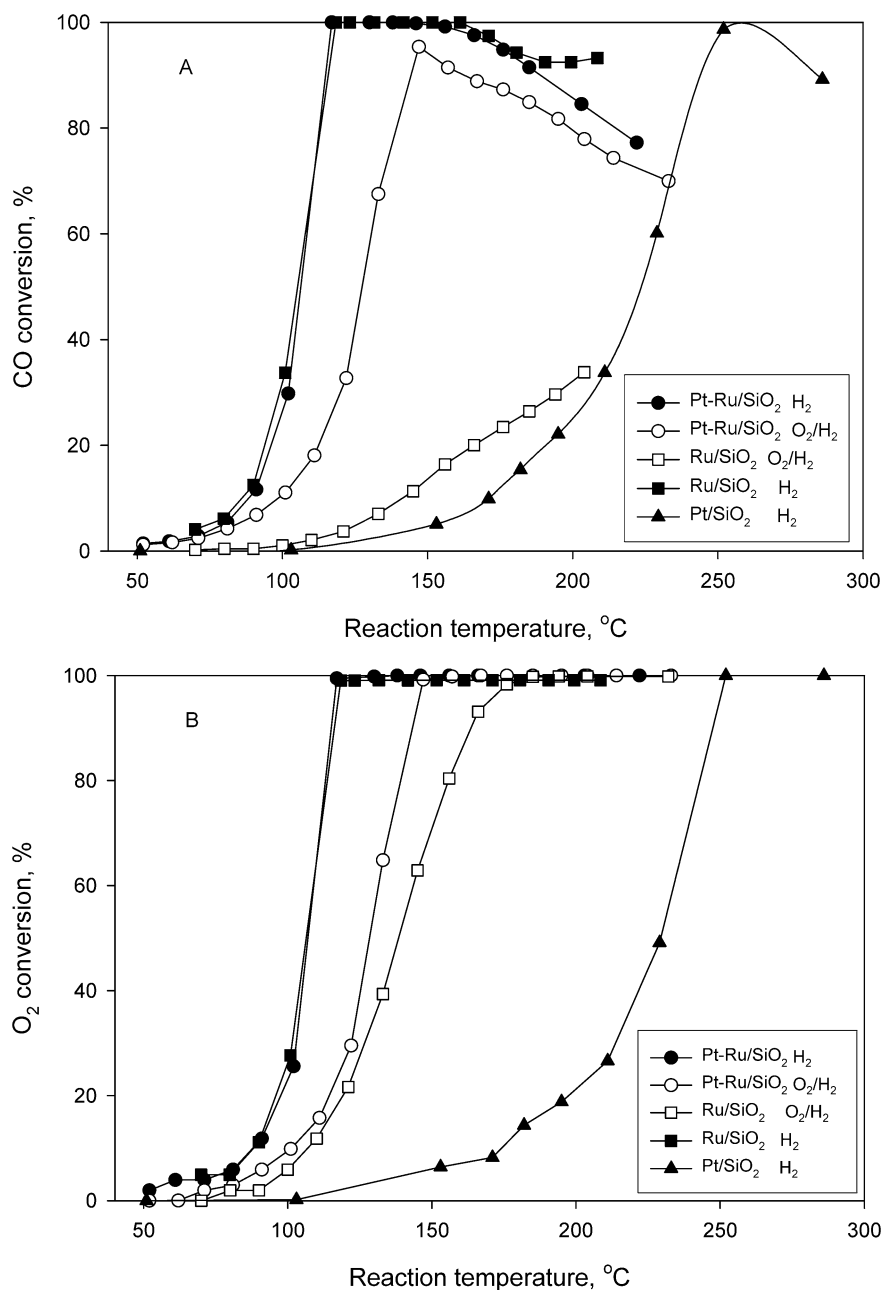 100
80
60
40
20
0
CO conversion, %
A
Pt-Ru/SiO2 H2
Pt-Ru/SiO2 O2/H2
Ru/SiO2 O2/H2
Ru/SiO2 H2
Pt/SiO2 H2
50 100 150 200 250 300
Reaction temperature, oC
100
80
60
40
20
0
O2 conversion, %
B
Pt-Ru/SiO2 H2
Pt-Ru/SiO2 O2/H2
Ru/SiO2 O2/H2
Ru/SiO2 H2
Pt/SiO2 H2
50 100 150 200 250 300
Reaction temperature, oC